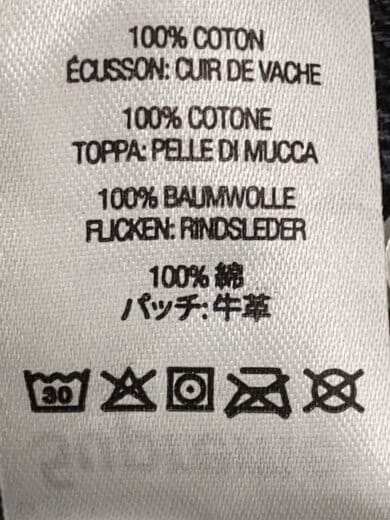 100% COTON
ÉCUSSON: CUIR DE VACHE
100% COTONE
TOPPA: PELLE DI MUCCA
100% BAUMWOLLE
FLICKEN: RINDSLEDER
100% 綿
パッチ: 牛革
30